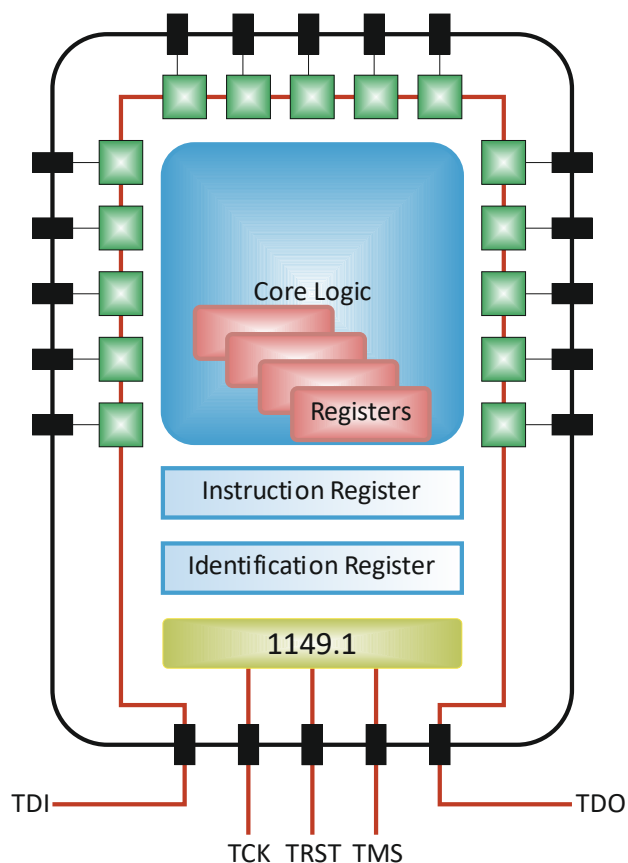 Core Logic
Registers
Instruction Register
Identification Register
1149.1
TDI
TDO
TCK TRST TMS